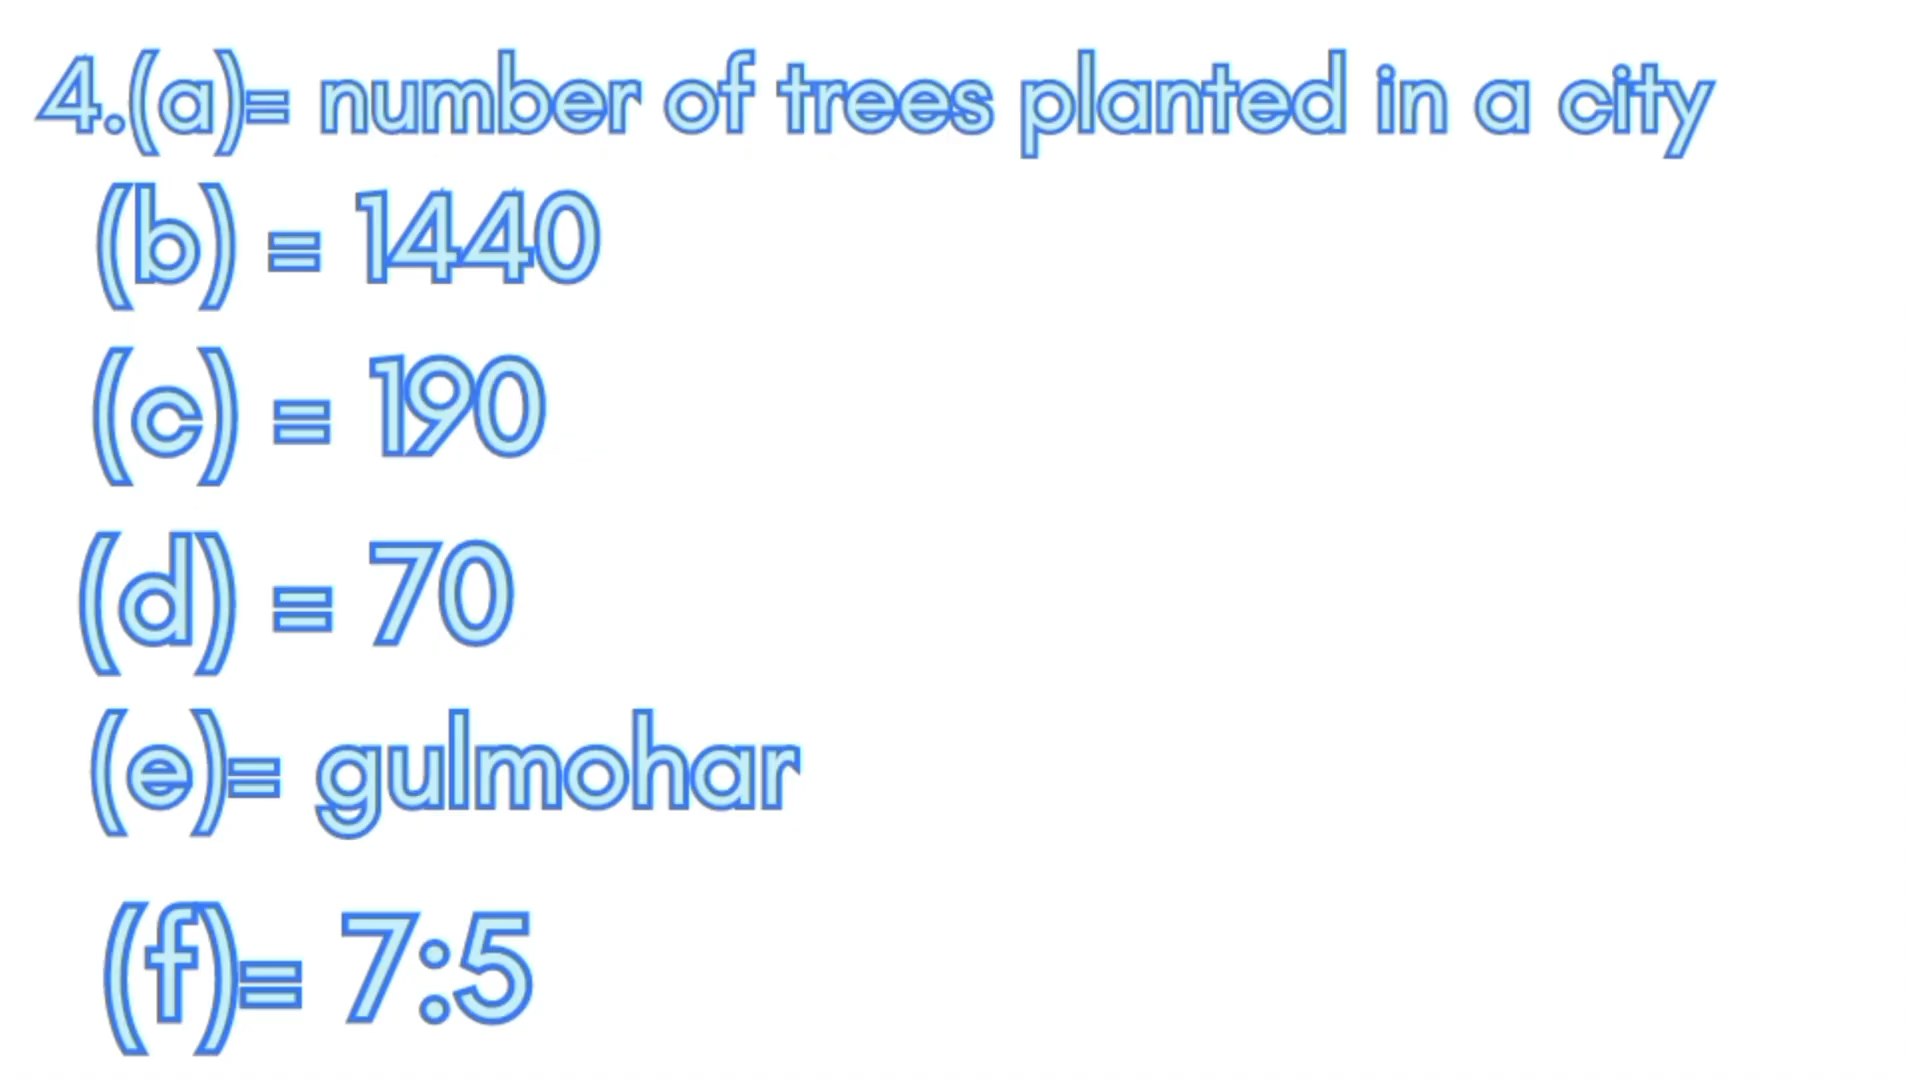 4.(a)= number of trees planted in a city
(b) = 1440
(c) = 190
(d) = 70
(e)= gulmohar
(f)= 7:5